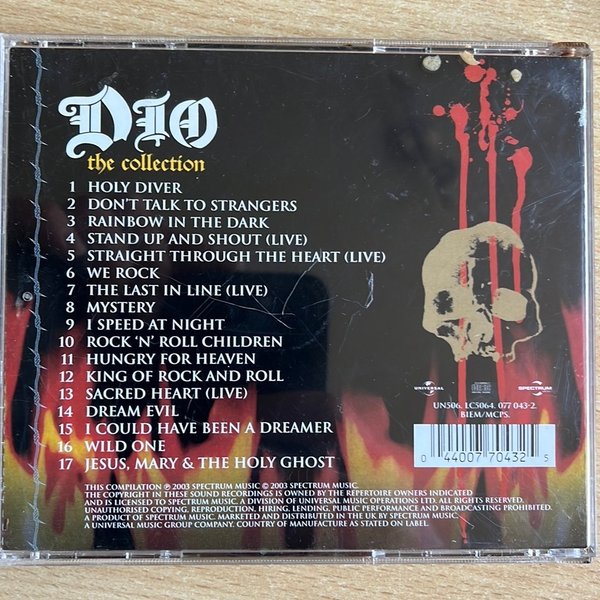 DIO
the collection
1 HOLY DIVER
2 DON'T TALK TO STRANGERS
3 RAINBOW IN THE DARK
4 STAND UP AND SHOUT (LIVE)
5 STRAIGHT THROUGH THE HEART (LIVE)
6 WE ROCK
7 THE LAST IN LINE (LIVE)
8 MYSTERY
9 I SPEED AT NIGHT
10 ROCK 'N' ROLL CHILDREN
11 HUNGRY FOR HEAVEN
12 KING OF ROCK AND ROLL
13 SACRED HEART (LIVE)
14 DREAM EVIL
15 I COULD HAVE BEEN A DREAMER
16 WILD ONE
17 JESUS, MARY & THE HOLY GHOST
UNIVERSAL
SPECTRUM
UN506. LC5064. 077 043-2.
BIEM/MCPS.
0 44007 70432 5
THIS COMPILATION ℗ 2003 SPECTRUM MUSIC © 2003 SPECTRUM MUSIC.
THE COPYRIGHT IN THESE SOUND RECORDINGS IS OWNED BY THE REPERTOIRE OWNERS INDICATED
AND IS LICENSED TO SPECTRUM MUSIC, A DIVISION OF UNIVERSAL MUSIC OPERATIONS LTD. ALL RIGHTS RESERVED.
UNAUTHORISED COPYING, REPRODUCTION, HIRING, LENDING, PUBLIC PERFORMANCE AND BROADCASTING PROHIBITED.
A PRODUCT OF SPECTRUM MUSIC. MARKETED AND DISTRIBUTED IN THE UK BY SPECTRUM MUSIC.
A UNIVERSAL MUSIC GROUP COMPANY. COUNTRY OF MANUFACTURE AS STATED ON LABEL.